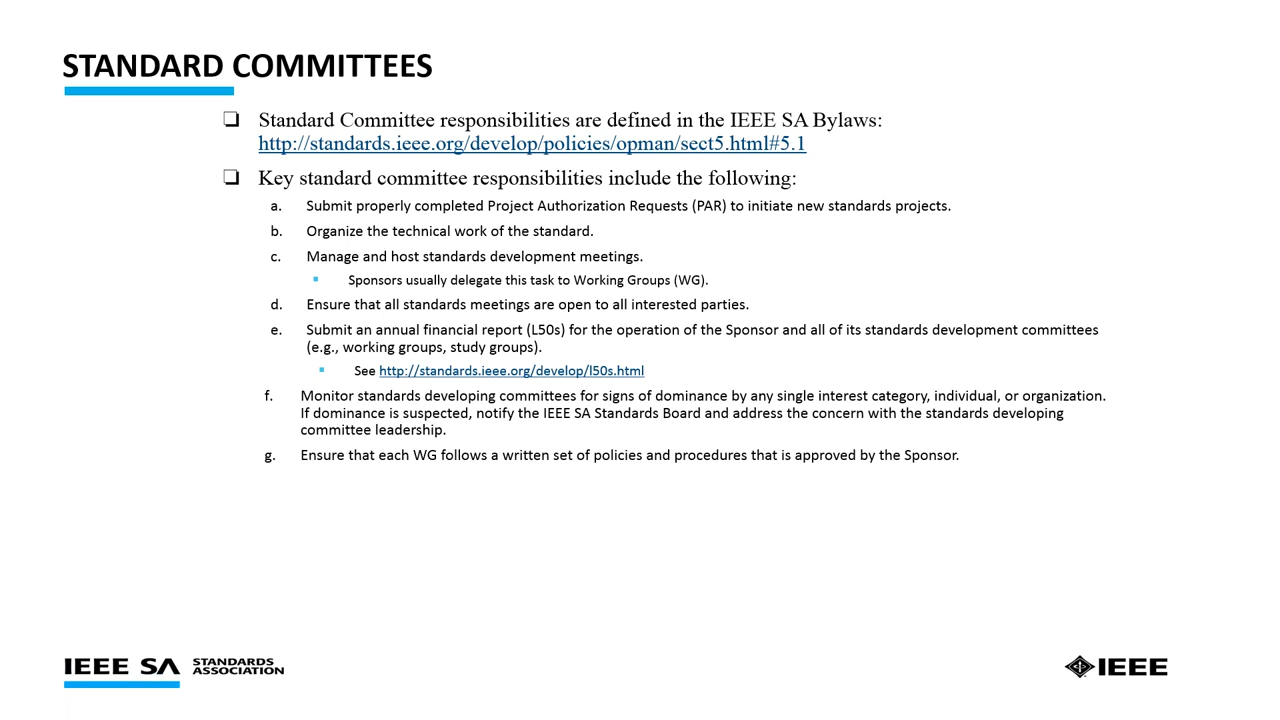 STANDARD COMMITTEES
❏ Standard Committee responsibilities are defined in the IEEE SA Bylaws:
http://standards.ieee.org/develop/policies/opman/sect5.html#5.1
❏ Key standard committee responsibilities include the following:
a. Submit properly completed Project Authorization Requests (PAR) to initiate new standards projects.
b. Organize the technical work of the standard.
c. Manage and host standards development meetings.
▪ Sponsors usually delegate this task to Working Groups (WG).
d. Ensure that all standards meetings are open to all interested parties.
e. Submit an annual financial report (L50s) for the operation of the Sponsor and all of its standards development committees
(e.g., working groups, study groups).
▪ See http://standards.ieee.org/develop/l50s.html
f. Monitor standards developing committees for signs of dominance by any single interest category, individual, or organization.
If dominance is suspected, notify the IEEE SA Standards Board and address the concern with the standards developing
committee leadership.
g. Ensure that each WG follows a written set of policies and procedures that is approved by the Sponsor.
IEEE SA STANDARDS
ASSOCIATION
IEEE